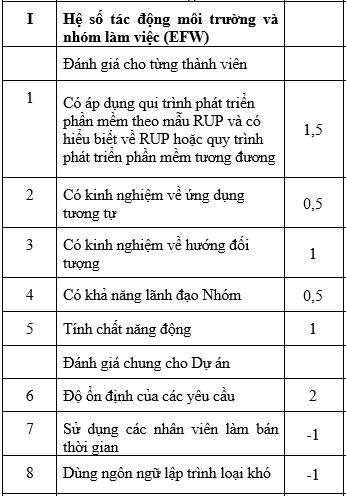 I Hệ số tác động môi trường và
nhóm làm việc (EFW)
Đánh giá cho từng thành viên
1 Có áp dụng qui trình phát triển
phần mềm theo mẫu RUP và có
hiểu biết về RUP hoặc quy trình
phát triển phần mềm tương đương
1,5
2 Có kinh nghiệm về ứng dụng
tương tự
0,5
3 Có kinh nghiệm về hướng đối
tượng
1
4 Có khả năng lãnh đạo Nhóm 0,5
5 Tính chất năng động 1
Đánh giá chung cho Dự án
6 Độ ổn định của các yêu cầu 2
7 Sử dụng các nhân viên làm bán
thời gian
-1
8 Dùng ngôn ngữ lập trình loại khó -1